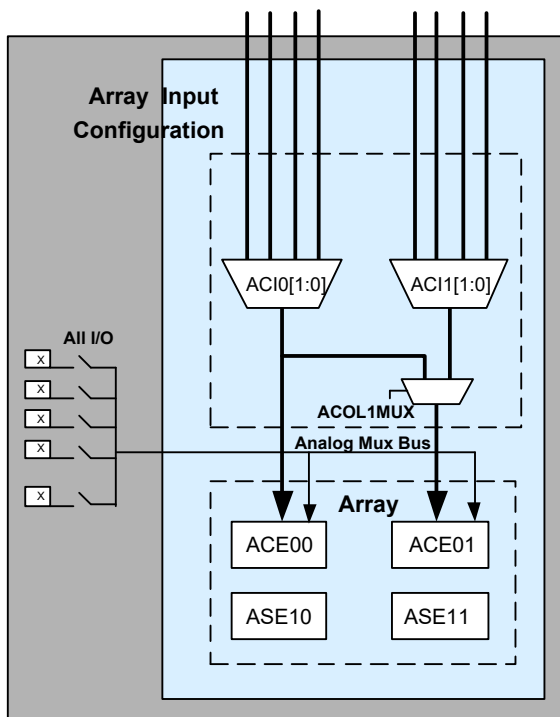 Array Input
Configuration
ACI0[1:0]
ACI1[1:0]
All I/O
X
X
X
X
X
ACOL1MUX
Analog Mux Bus
Array
ACE00
ACE01
ASE10
ASE11